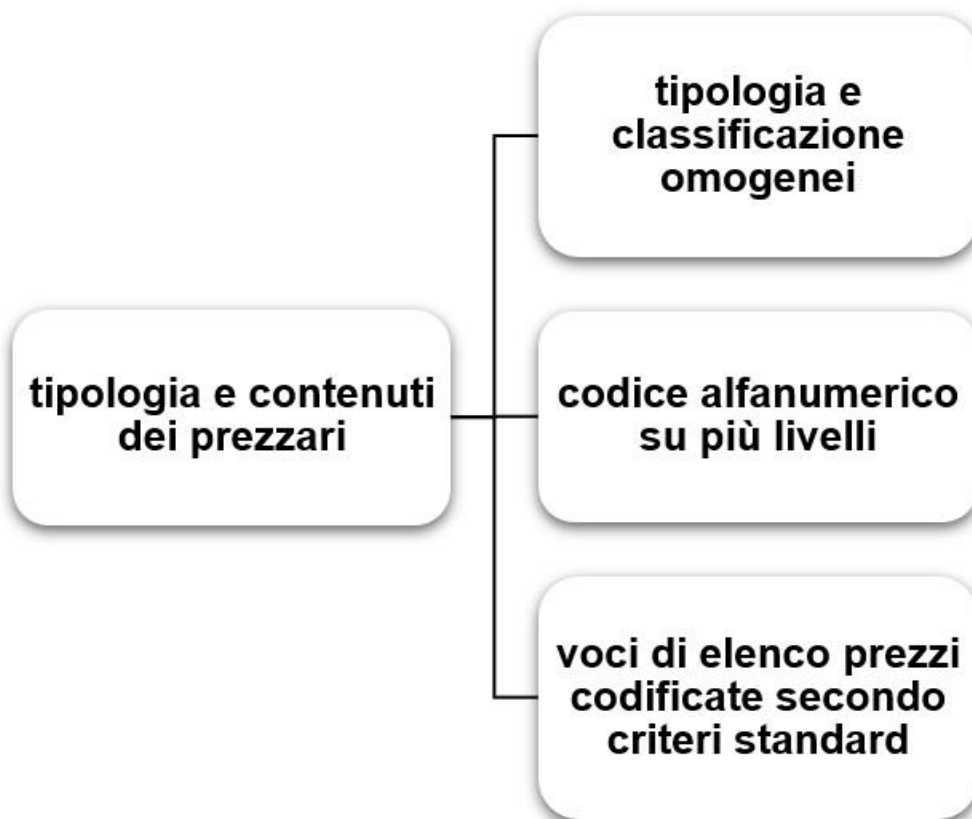 tipologia e
classificazione
omogenei
tipologia e contenuti
dei prezzari
codice alfanumerico
su più livelli
voci di elenco prezzi
codificate secondo
criteri standard